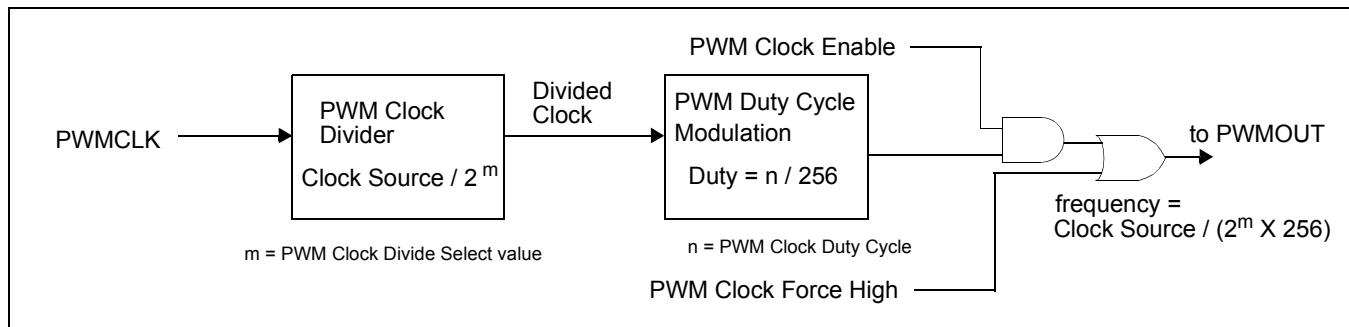 PWM Clock Enable
PWMCLK
PWM Clock
Divider
Clock Source / 2 m
m = PWM Clock Divide Select value
Divided
Clock
PWM Duty Cycle
Modulation
Duty = n / 256
n = PWM Clock Duty Cycle
to PWMOUT
frequency =
Clock Source / (2m X 256)
PWM Clock Force High